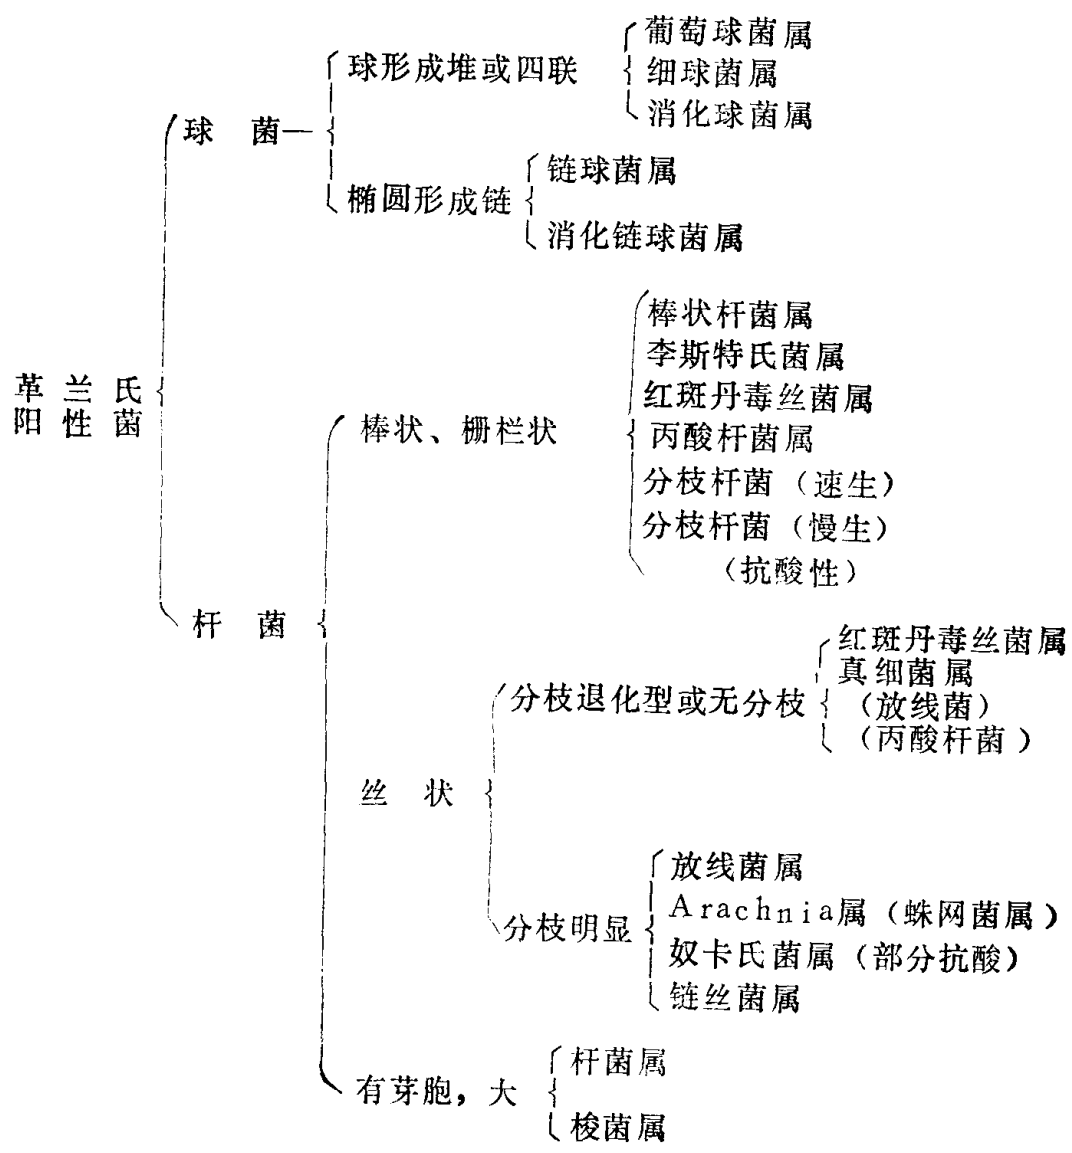 葡萄球菌属
球形成堆或四联
细球菌属
消化球菌属
球 菌
链球菌属
椭圆形成链
消化链球菌属
棒状杆菌属
李斯特氏菌属
革 兰 氏
阳 性 菌
红斑丹毒丝菌属
棒状、栅栏状
丙酸杆菌属
分枝杆菌（速生）
分枝杆菌（慢生）
（抗酸性）
杆 菌
红斑丹毒丝菌属
真细菌属
分枝退化型或无分枝
（放线菌）
（丙酸杆菌）
丝 状
放线菌属
Arachnia属（蛛网菌属）
分枝明显
奴卡氏菌属（部分抗酸）
链丝菌属
杆菌属
有芽胞，大
梭菌属